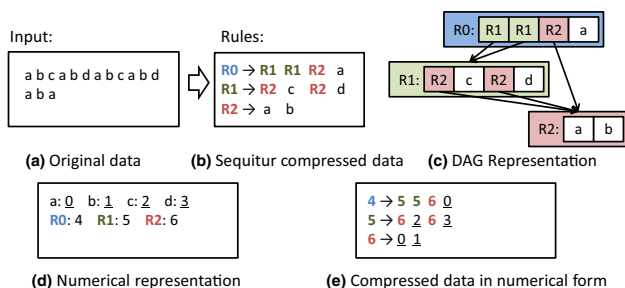 Input:
a b c a b d a b c a b d
a b a
Rules:
R0 → R1 R1 R2 a
R1 → R2 c R2 d
R2 → a b
R0: R1 R1 R2 a
R1: R2 c R2 d
R2: a b
(a) Original data
(b) Sequitur compressed data
(c) DAG Representation
a: 0 b: 1 c: 2 d: 3
R0: 4 R1: 5 R2: 6
4 → 5 5 6 0
5 → 6 2 6 3
6 → 0 1
(d) Numerical representation
(e) Compressed data in numerical form